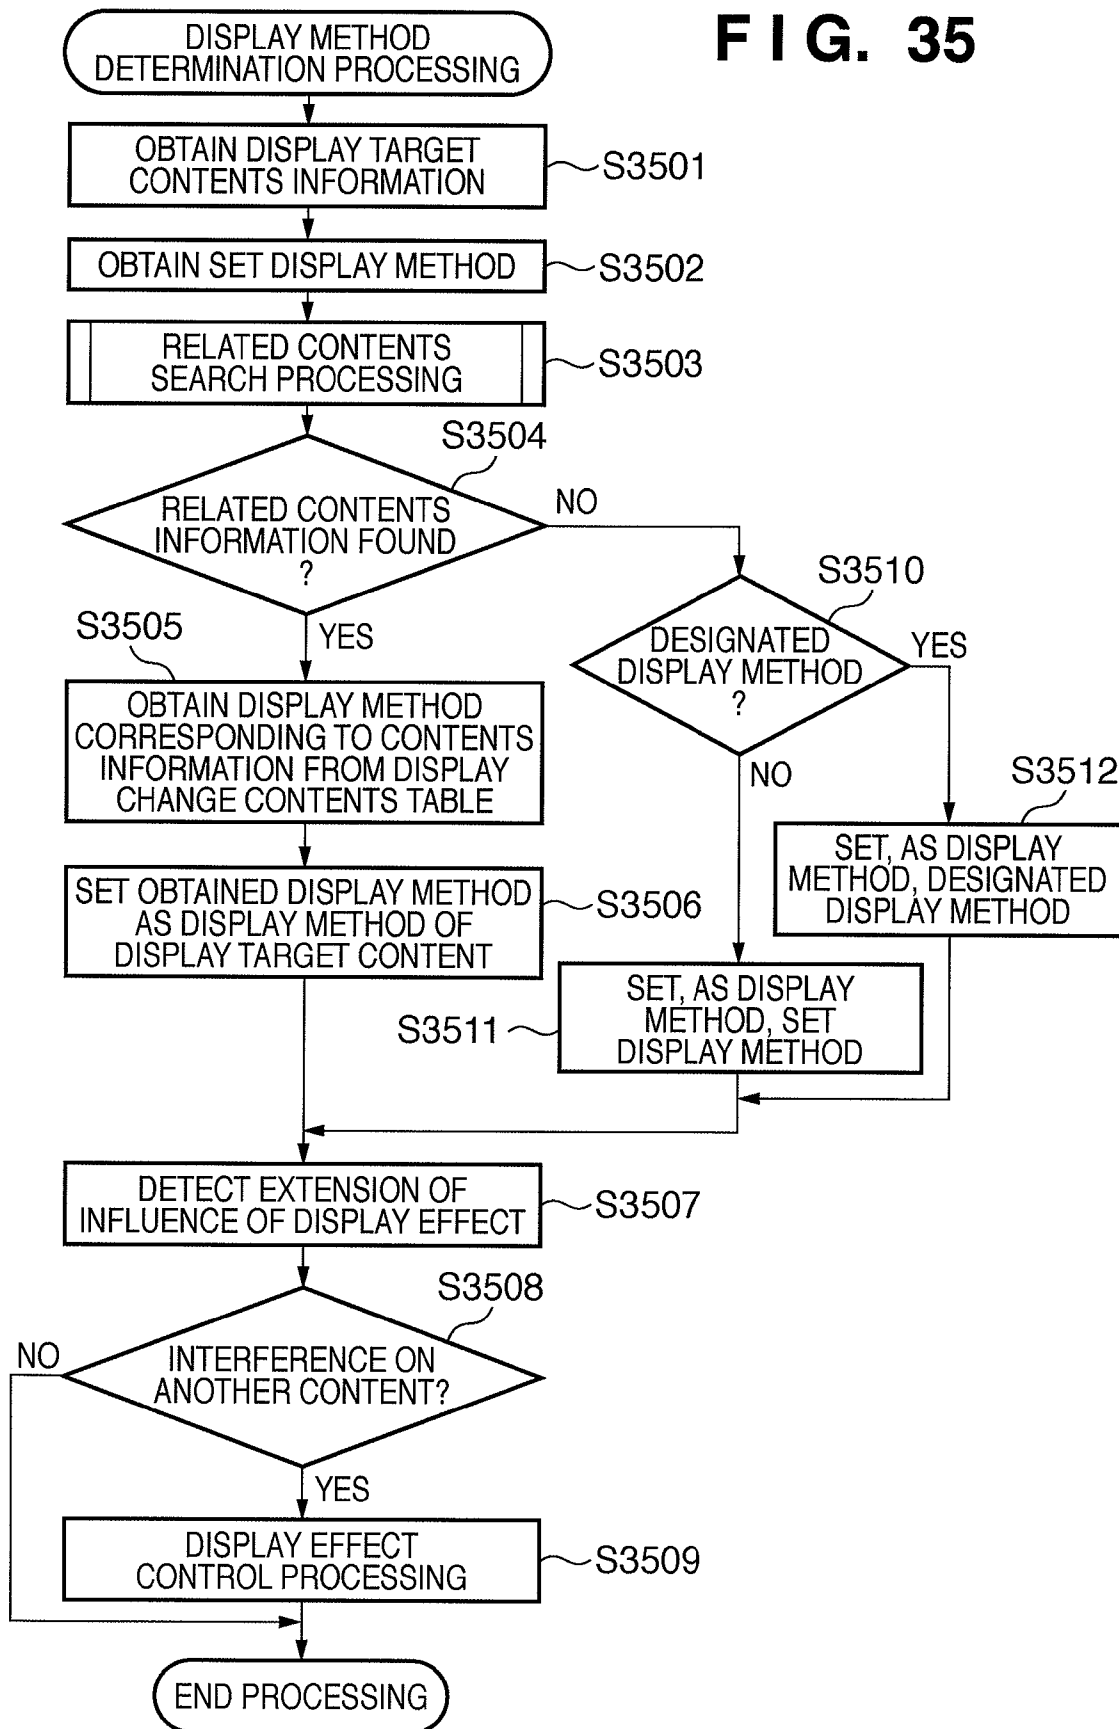 FIG. 35
DISPLAY METHOD
DETERMINATION PROCESSING
OBTAIN DISPLAY TARGET
CONTENTS INFORMATION
S3501
OBTAIN SET DISPLAY METHOD
S3502
RELATED CONTENTS
SEARCH PROCESSING
S3503
S3504
RELATED CONTENTS
INFORMATION FOUND
?
NO
YES
S3505
OBTAIN DISPLAY METHOD
CORRESPONDING TO CONTENTS
INFORMATION FROM DISPLAY
CHANGE CONTENTS TABLE
SET OBTAINED DISPLAY METHOD
AS DISPLAY METHOD OF
DISPLAY TARGET CONTENT
S3506
S3510
DESIGNATED
DISPLAY METHOD
?
YES
NO
S3512
SET, AS DISPLAY
METHOD, DESIGNATED
DISPLAY METHOD
S3511
SET, AS DISPLAY
METHOD, SET
DISPLAY METHOD
DETECT EXTENSION OF
INFLUENCE OF DISPLAY EFFECT
S3507
S3508
INTERFERENCE ON
ANOTHER CONTENT?
NO
YES
DISPLAY EFFECT
CONTROL PROCESSING
S3509
END PROCESSING